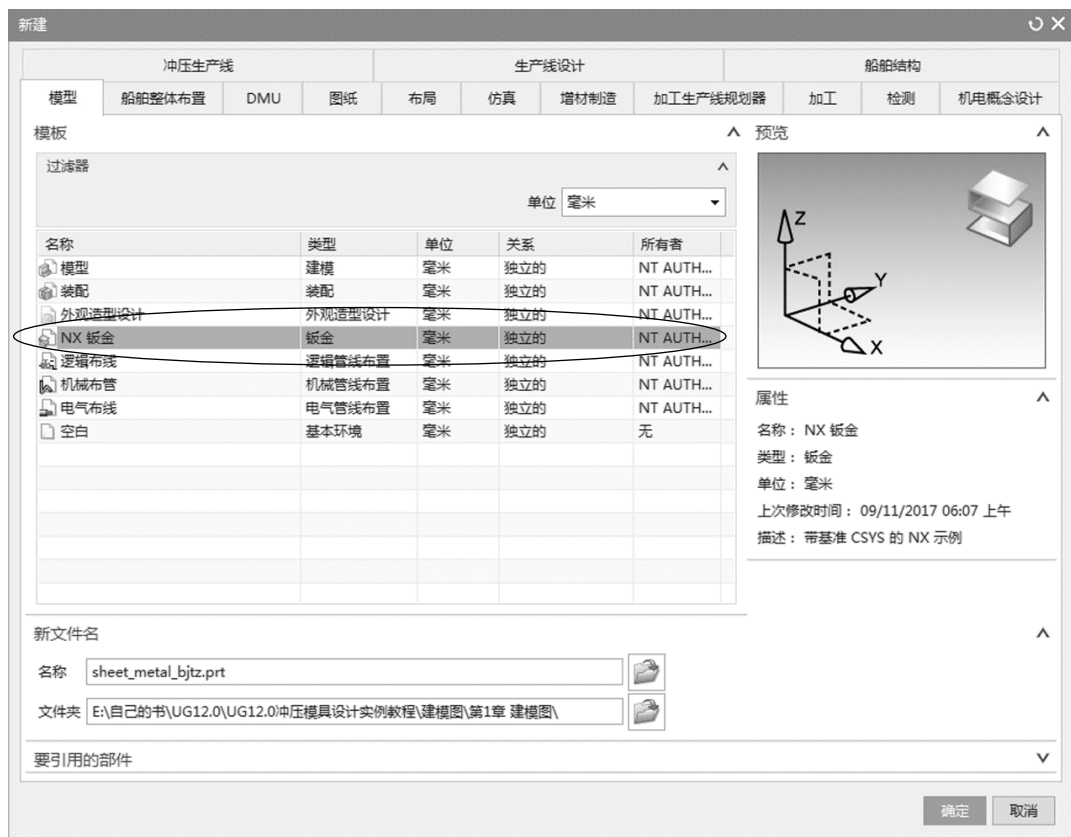 新建
冲压生产线 生产线设计 船舶结构
模型 船舶整体布置 DMU 图纸 布局 仿真 增材制造 加工生产线规划器 加工 检测 机电概念设计
模板
过滤器
单位 毫米
名称 类型 单位 关系 所有者
模型 建模 毫米 独立的 NT AUTH...
装配 装配 毫米 独立的 NT AUTH...
外观造型设计 外观造型设计 毫米 独立的 NT AUTH...
NX 钣金 钣金 毫米 独立的 NT AUTH...
逻辑布线 逻辑管线布置 毫米 独立的 NT AUTH...
机械布管 机械管线布置 毫米 独立的 NT AUTH...
电气布线 电气管线布置 毫米 独立的 NT AUTH...
空白 基本环境 毫米 独立的 无
预览
Z
Y
X
属性
名称： NX 钣金
类型： 钣金
单位： 毫米
上次修改时间： 09/11/2017 06:07 上午
描述： 带基准 CSYS 的 NX 示例
新文件名
名称 sheet_metal_bjtz.prt
文件夹 E:\自己的书\UG12.0\UG12.0冲压模具设计实例教程\建模图\第1章 建模图\
要引用的部件
确定 取消